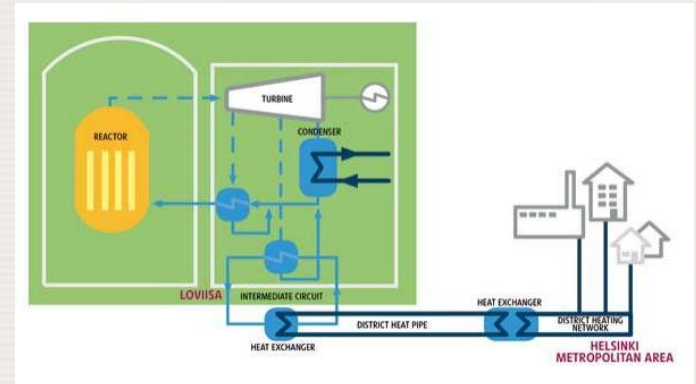 TURBINE
REACTOR
CONDENSER
LOVIISA
INTERMEDIATE CIRCUIT
HEAT EXCHANGER
DISTRICT HEAT PIPE
HEAT EXCHANGER
DISTRICT HEATING
NETWORK
HELSINKI
METROPOLITAN AREA